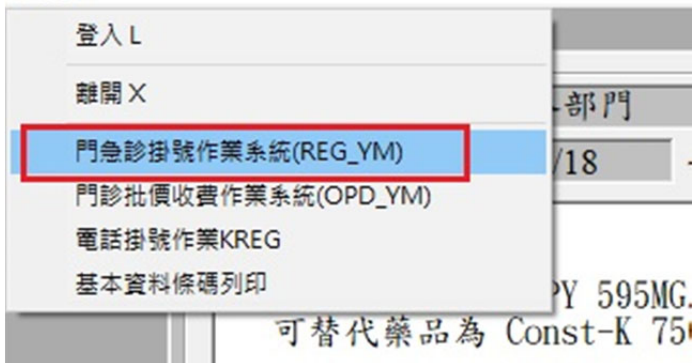 登入 L
離開 X
部門
門急診掛號作業系統(REG_YM)
/18
門診批價收費作業系統(OPD_YM)
電話掛號作業KREG
基本資料條碼列印
PY 595MG.
可替代藥品為 Const-K 75